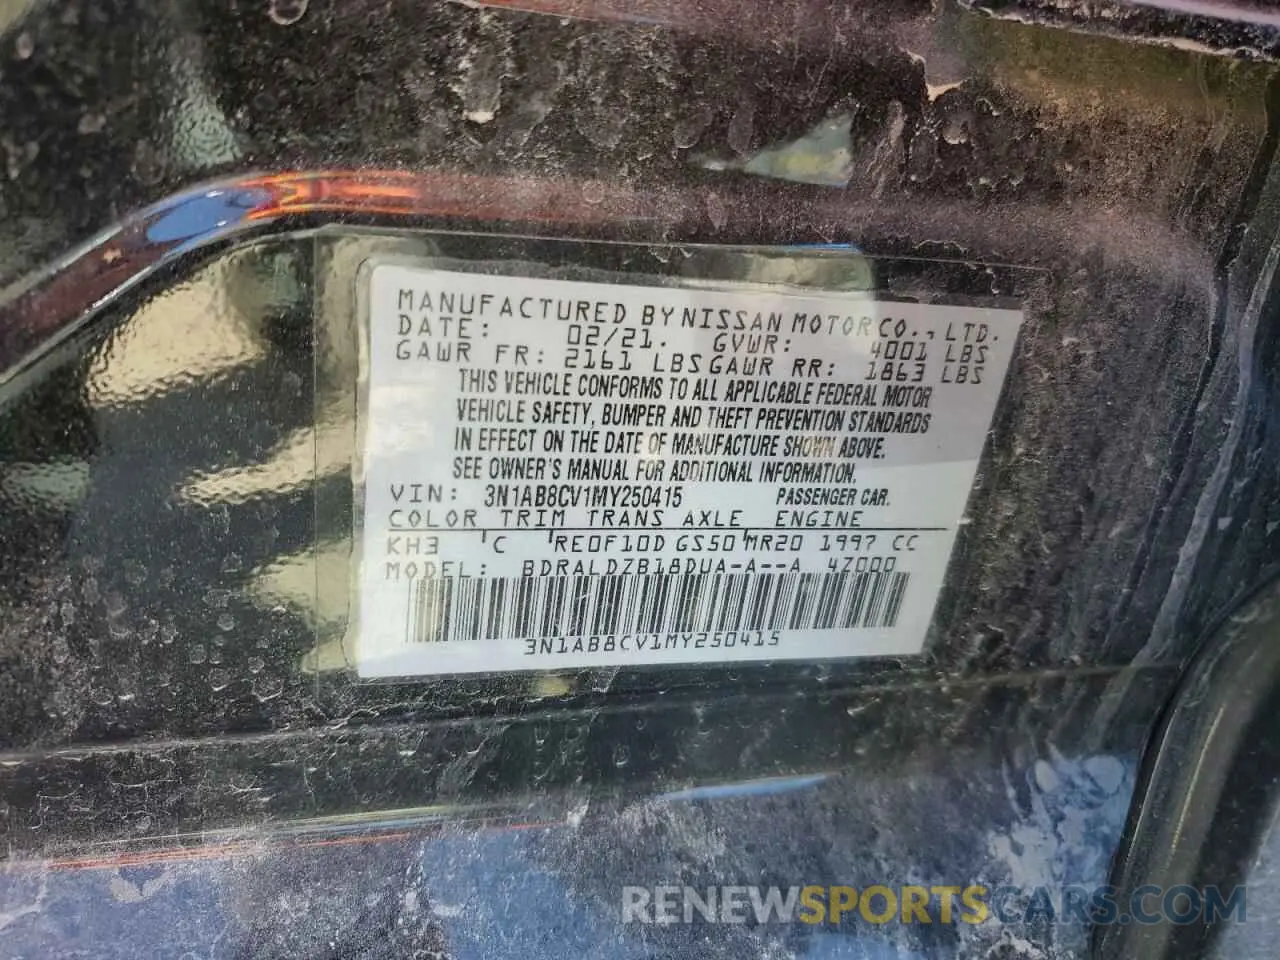 MANUFACTURED BY NISSAN MOTOR CO., LTD.
DATE: 02/21. GVWR: 4001 LBS
GAWR FR: 2161 LBS GAWR RR: 1863 LBS
THIS VEHICLE CONFORMS TO ALL APPLICABLE FEDERAL MOTOR
VEHICLE SAFETY, BUMPER AND THEFT PREVENTION STANDARDS
IN EFFECT ON THE DATE OF MANUFACTURE SHOWN ABOVE.
SEE OWNER'S MANUAL FOR ADDITIONAL INFORMATION.
VIN: 3N1AB8CV1MY250415 PASSENGER CAR.
COLOR TRIM TRANS AXLE ENGINE
KH3 'C 'RE0F10D GS50'MR20 1997 CC
MODEL: BDRALDZB18DUA-A--A 4Z000
3N1AB8CV1MY250415
RENEWSPORTSCARS.COM